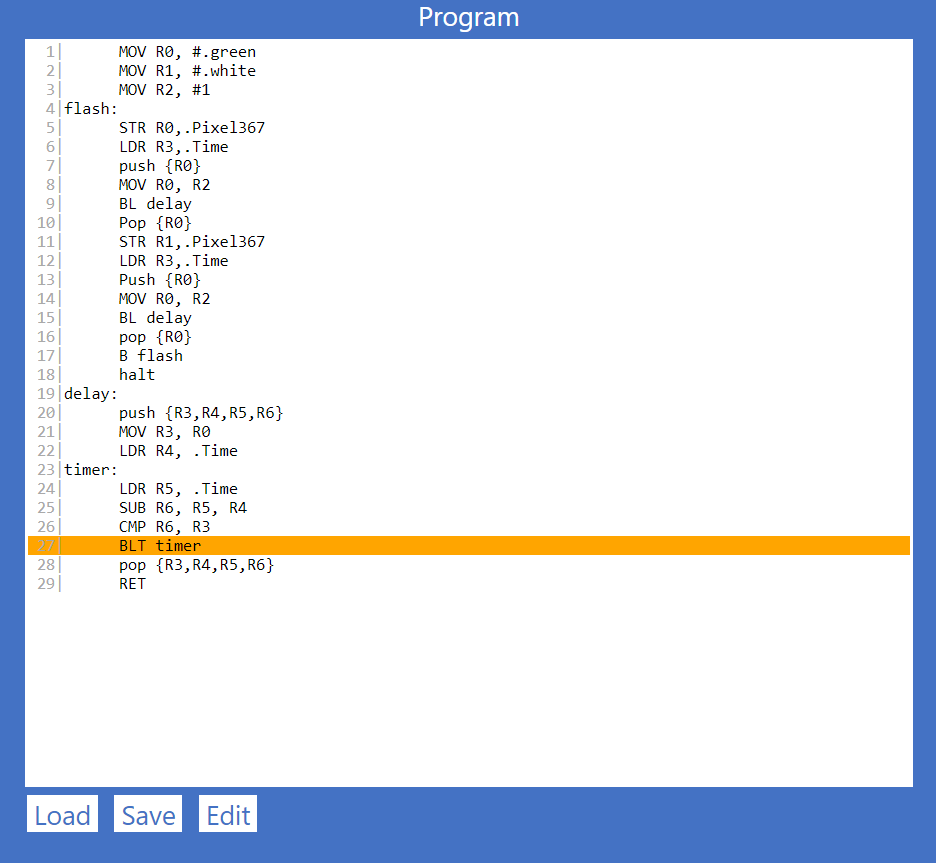 Program
1|      MOV R0, #.green
2|      MOV R1, #.white
3|      MOV R2, #1
4|flash:
5|      STR R0,.Pixel367
6|      LDR R3,.Time
7|      push {R0}
8|      MOV R0, R2
9|      BL delay
10|      Pop {R0}
11|      STR R1,.Pixel367
12|      LDR R3,.Time
13|      Push {R0}
14|      MOV R0, R2
15|      BL delay
16|      pop {R0}
17|      B flash
18|      halt
19|delay:
20|      push {R3,R4,R5,R6}
21|      MOV R3, R0
22|      LDR R4, .Time
23|timer:
24|      LDR R5, .Time
25|      SUB R6, R5, R4
26|      CMP R6, R3
27|      BLT timer
28|      pop {R3,R4,R5,R6}
29|      RET
Load Save Edit